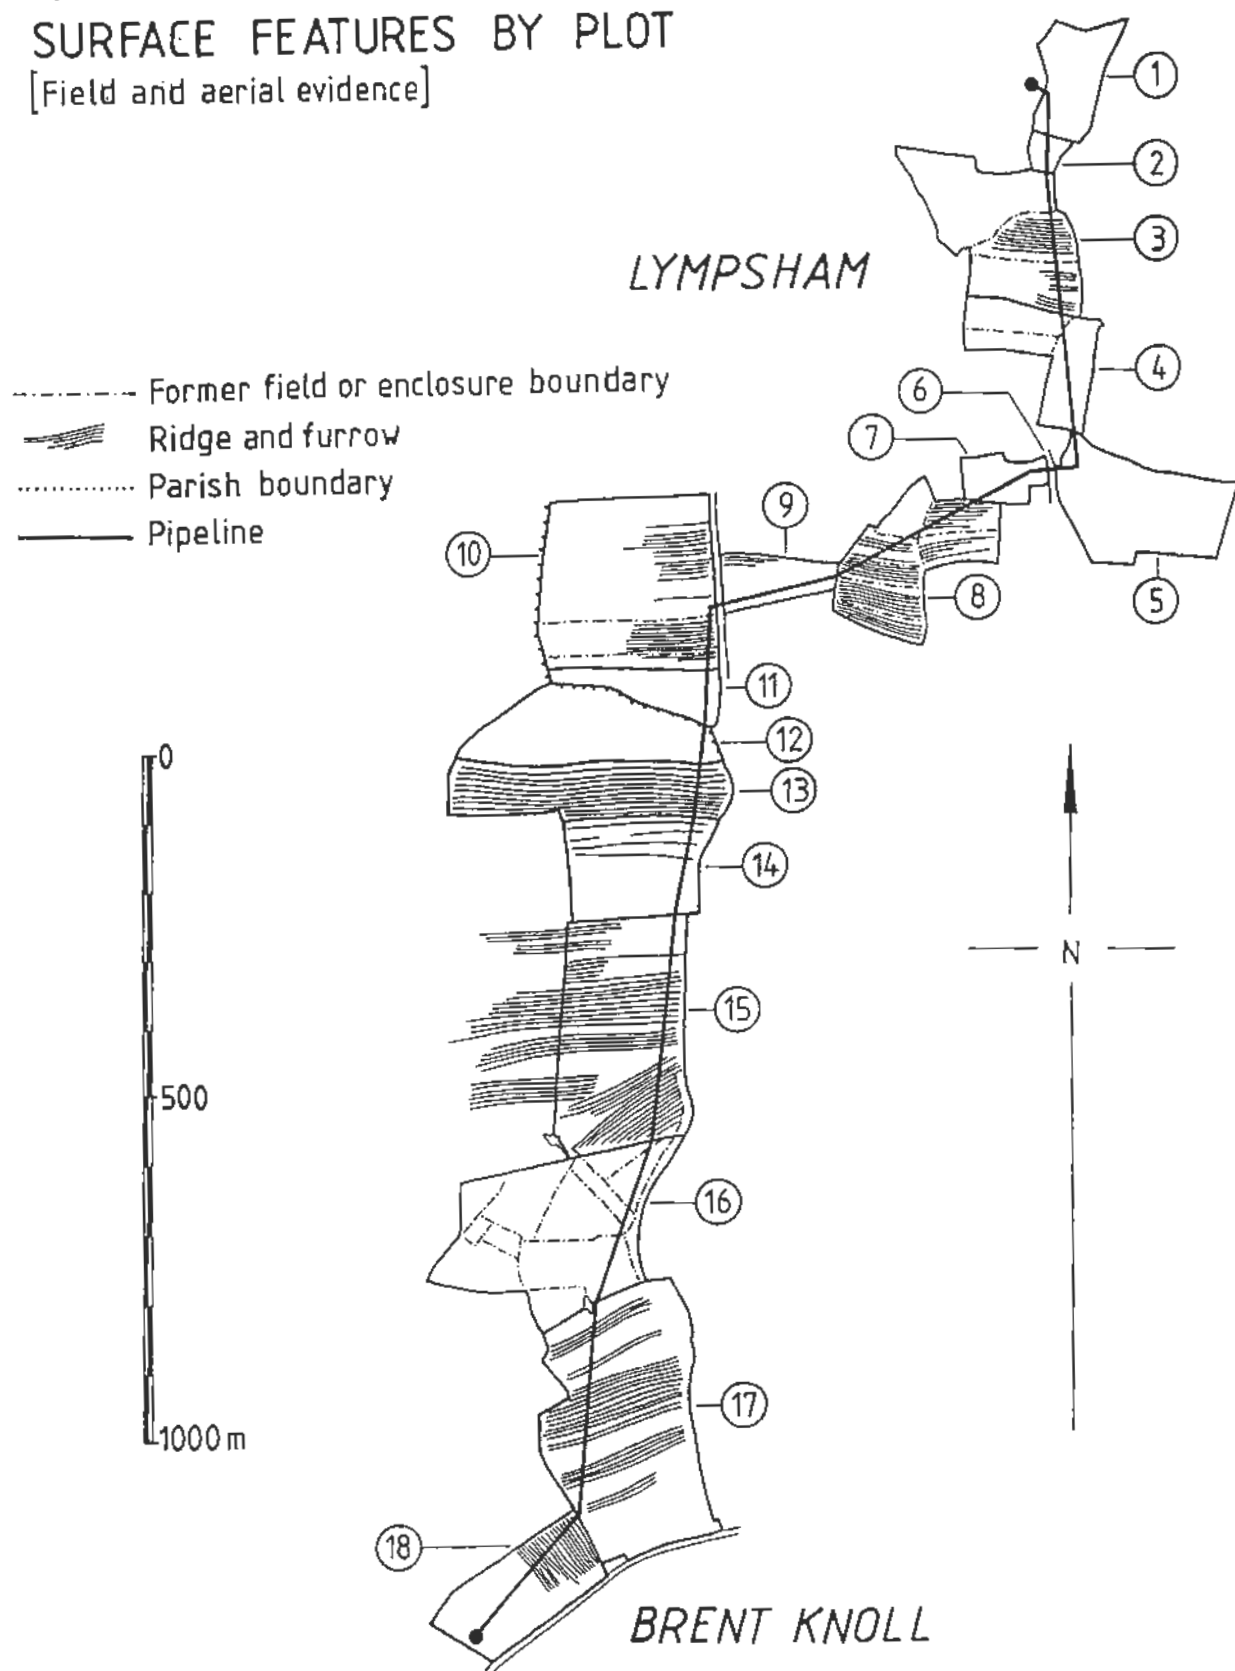 SURFACE FEATURES BY PLOT
[Field and aerial evidence]
1
2
3
LYMPSHAM
4
Former field or enclosure boundary
Ridge and furrow
Parish boundary
Pipeline
6
7
9
10
8
5
11
12
0
13
14
N
15
500
16
17
1000 m
18
BRENT KNOLL